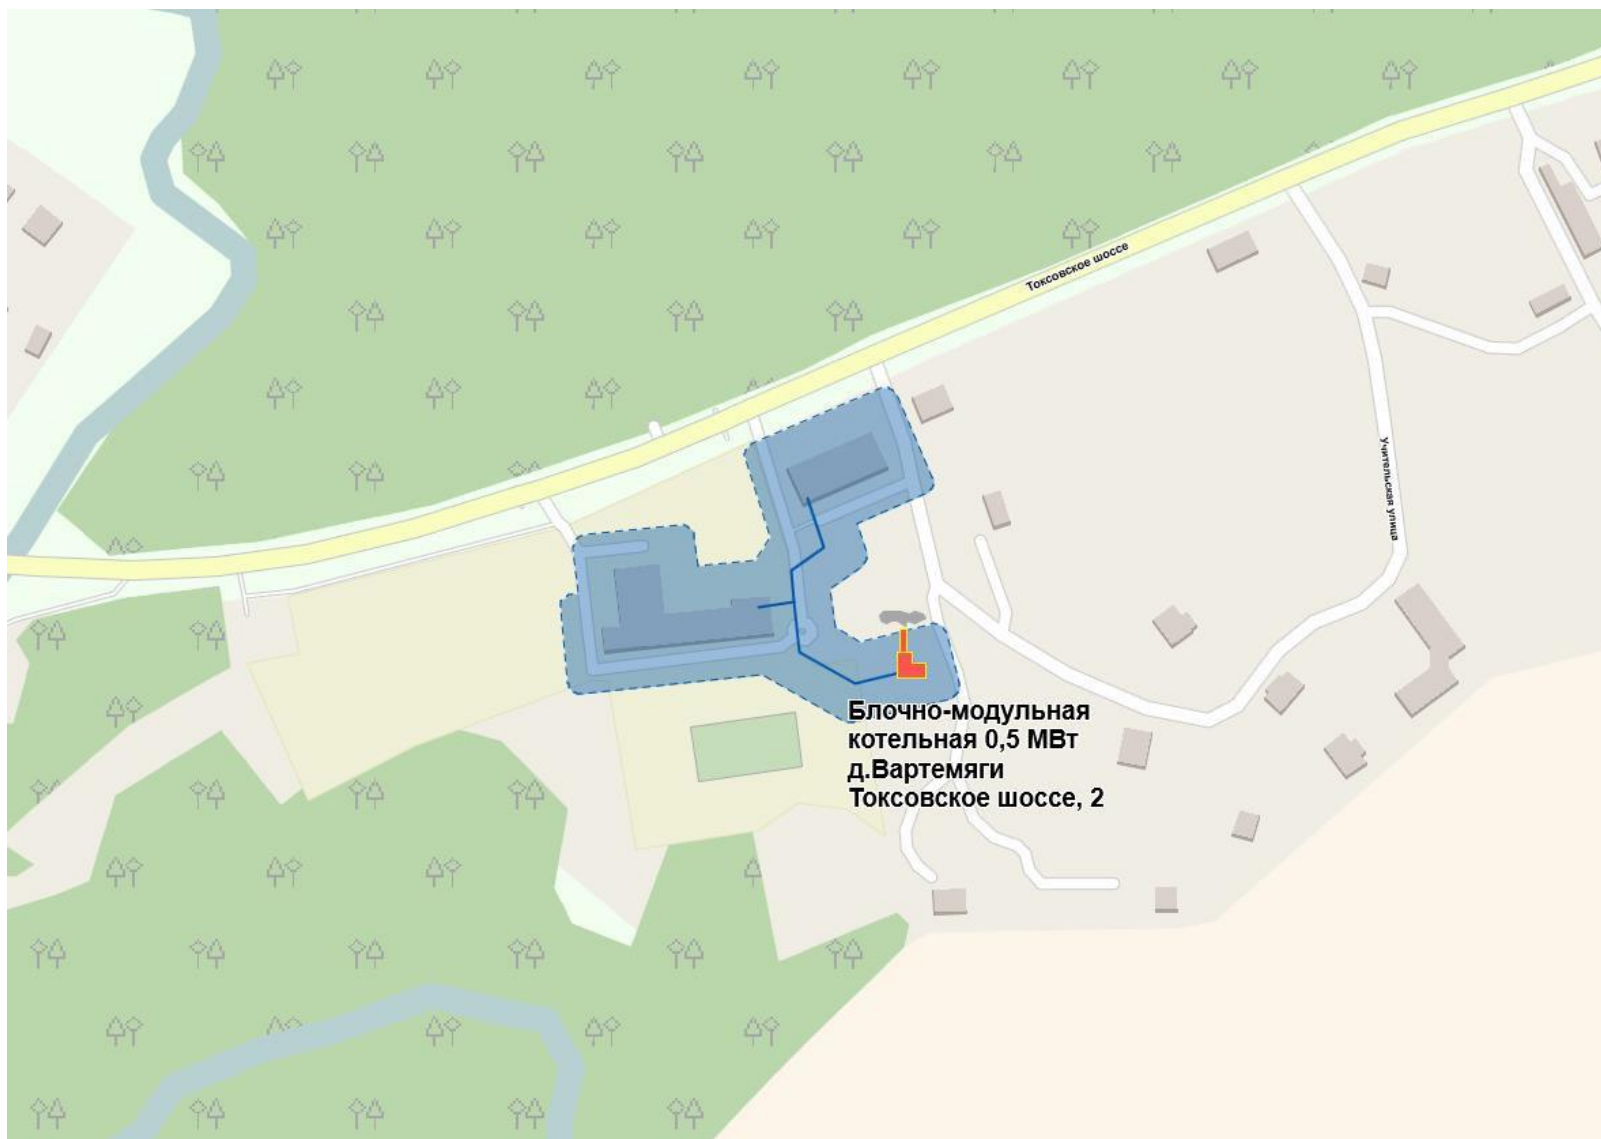 Токсовское шоссе
Учительская улица
Блочно-модульная
котельная 0,5 МВт
д.Вартемяги
Токсовское шоссе, 2